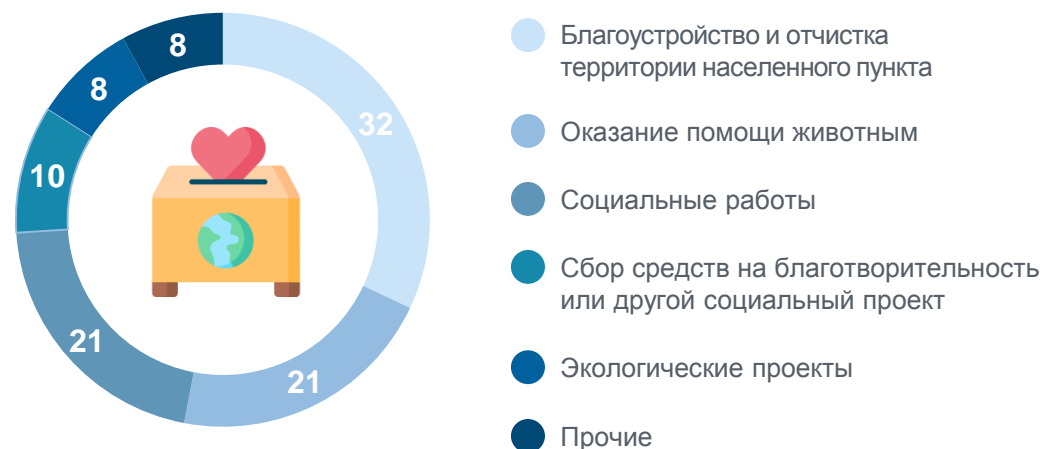 8
8
32
10
21
21
Благоустройство и отчистка
территории населенного пункта
Оказание помощи животным
Социальные работы
Сбор средств на благотворительность
или другой социальный проект
Экологические проекты
Прочие